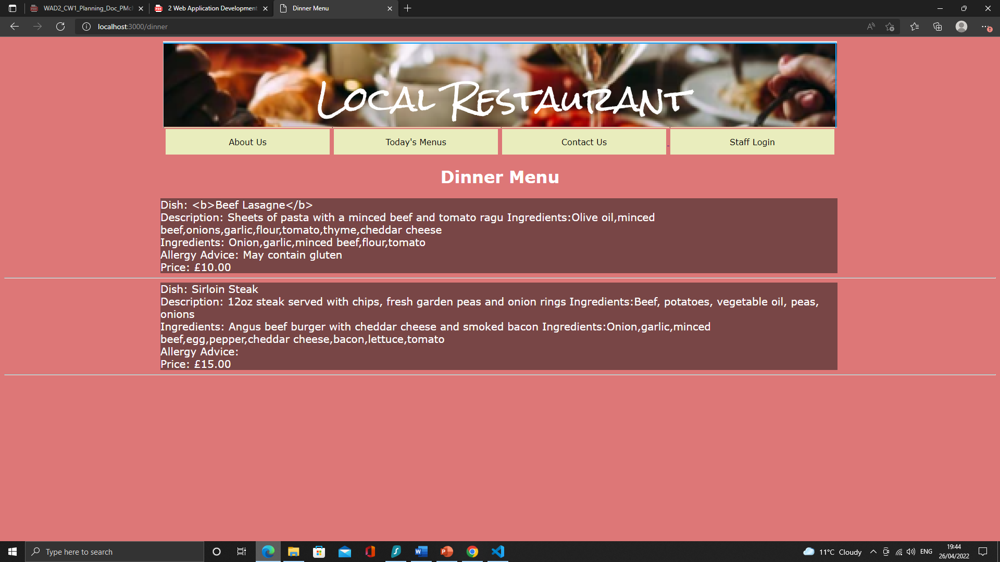 WAD2_CW1_Planning_Doc_PMc
2 Web Application Development
Dinner Menu
localhost:3000/dinner
Local Restaurant
About Us
Today's Menus
Contact Us
Staff Login
Dinner Menu
Dish: <b>Beef Lasagne</b>
Description: Sheets of pasta with a minced beef and tomato ragu Ingredients:Olive oil,minced
beef,onions,garlic,flour,tomato,thyme,cheddar cheese
Ingredients: Onion,garlic,minced beef,flour,tomato
Allergy Advice: May contain gluten
Price: £10.00
Dish: Sirloin Steak
Description: 12oz steak served with chips, fresh garden peas and onion rings Ingredients:Beef, potatoes, vegetable oil, peas,
onions
Ingredients: Angus beef burger with cheddar cheese and smoked bacon Ingredients:Onion,garlic,minced
beef,egg,pepper,cheddar cheese,bacon,lettuce,tomato
Allergy Advice:
Price: £15.00
Type here to search
11°C Cloudy
ENG
19:44
26/04/2022